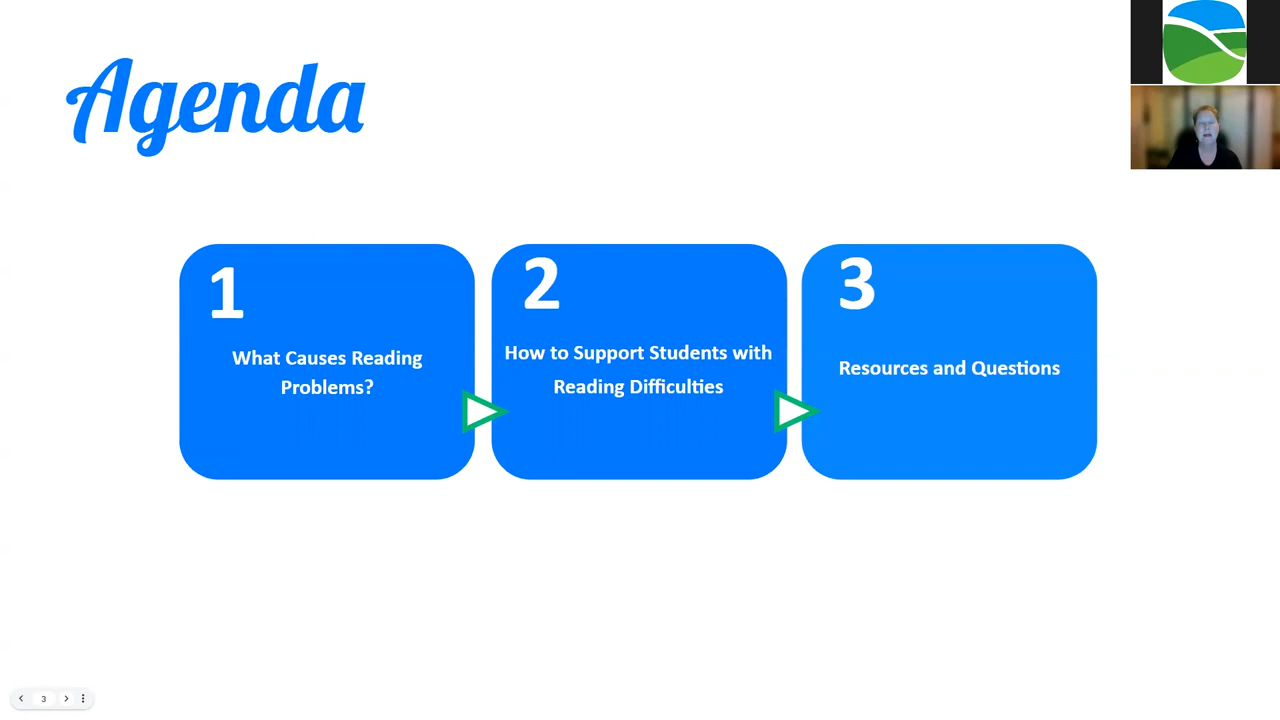 Agenda
1
What Causes Reading
Problems?
2
How to Support Students with
Reading Difficulties
3
Resources and Questions
3